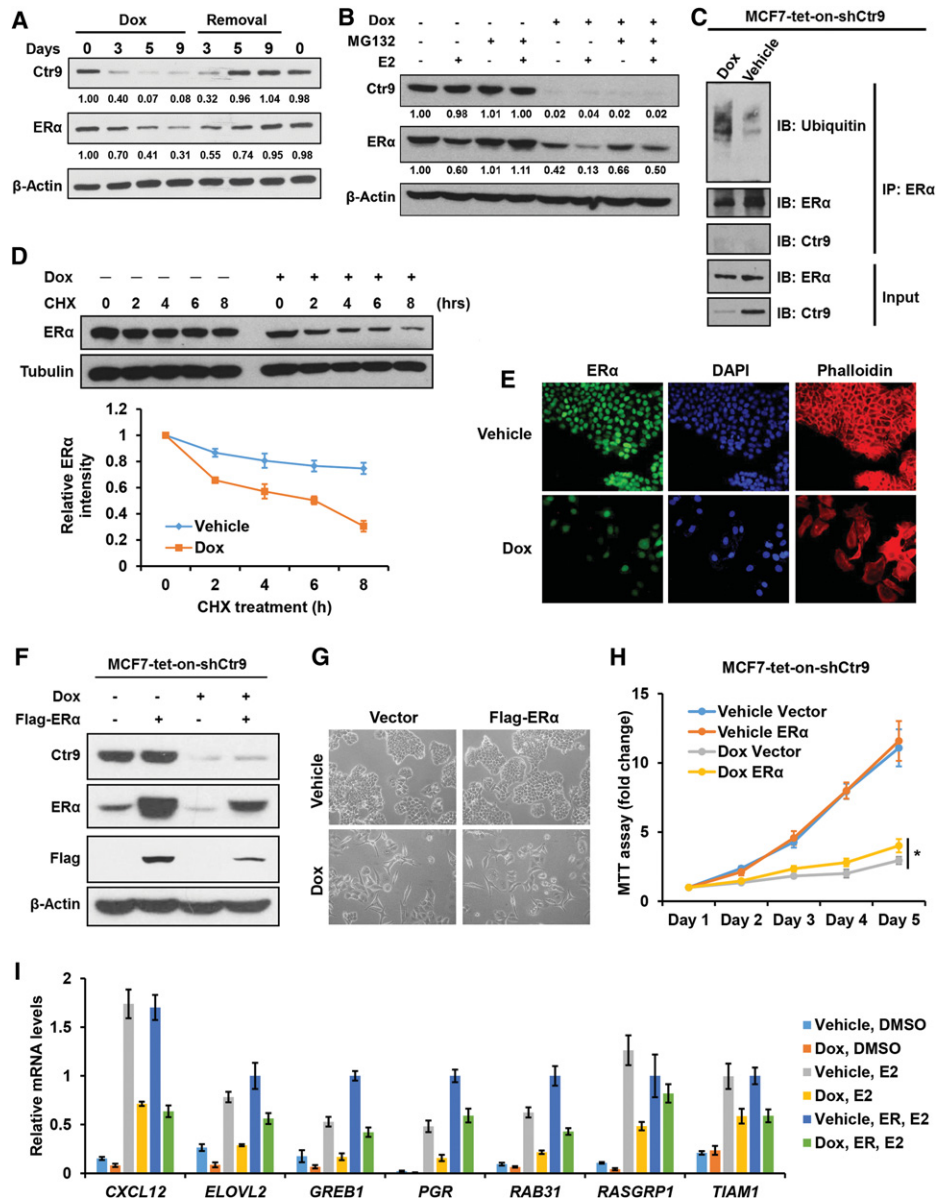 A
Dox Removal
Days 0 3 5 9 3 5 9 0
Ctr9
1.00 0.40 0.07 0.08 0.32 0.96 1.04 0.98
ERα
1.00 0.70 0.41 0.31 0.55 0.74 0.95 0.98
β-Actin
B
Dox - - - - + + + +
MG132 - - + + - - + +
E2 - + - + - + - +
Ctr9
1.00 0.98 1.01 1.00 0.02 0.04 0.02 0.02
ERα
1.00 0.60 1.01 1.11 0.42 0.13 0.66 0.50
β-Actin
C
MCF7-tet-on-shCtr9
Dox Vehicle
IB: Ubiquitin
IB: ERα
IB: Ctr9
IP: ERα
IB: ERα
IB: Ctr9
Input
D
Dox — — — — — + + + + +
CHX 0 2 4 6 8 0 2 4 6 8 (hrs)
ERα
Tubulin
Relative ERα
intensity
1.2
1
0.8
0.6
0.4
0.2
0
Vehicle
Dox
0 2 4 6 8
CHX treatment (h)
E
ERα DAPI Phalloidin
Vehicle
Dox
F
MCF7-tet-on-shCtr9
Dox - - + +
Flag-ERα - + - +
Ctr9
ERα
Flag
β-Actin
G
Vector Flag-ERα
Vehicle
Dox
H
MCF7-tet-on-shCtr9
MTT assay (fold change)
15
10
5
0
Vehicle Vector
Vehicle ERα
Dox Vector
Dox ERα
*
Day 1 Day 2 Day 3 Day 4 Day 5
I
Relative mRNA levels
2
1.5
1
0.5
0
CXCL12 ELOVL2 GREB1 PGR RAB31 RASGRP1 TIAM1
Vehicle, DMSO
Dox, DMSO
Vehicle, E2
Dox, E2
Vehicle, ER, E2
Dox, ER, E2